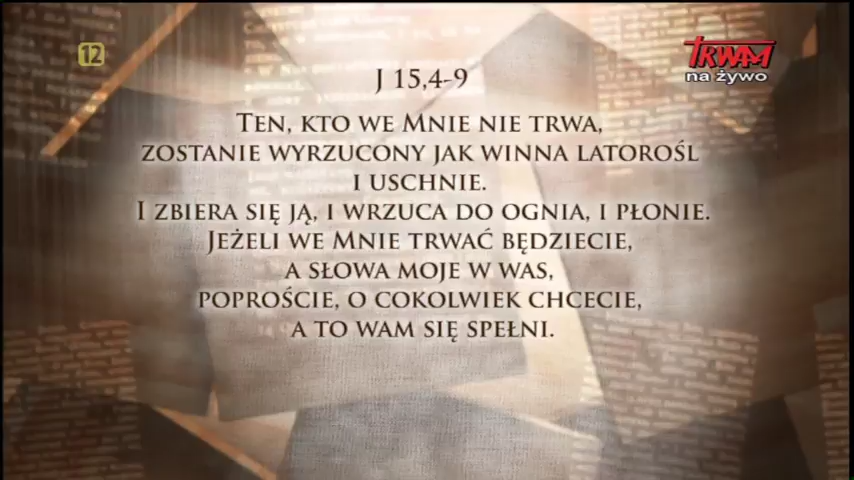 12
TRWAM
na żywo
J 15,4-9
Ten, kto we Mnie nie trwa,
zostanie wyrzucony jak winna latorośl
i uschnie.
I zbiera się ją, i wrzuca do ognia, i płonie.
Jeżeli we Mnie trwać będziecie,
a słowa moje w was,
poproście, o cokolwiek chcecie,
a to wam się spełni.